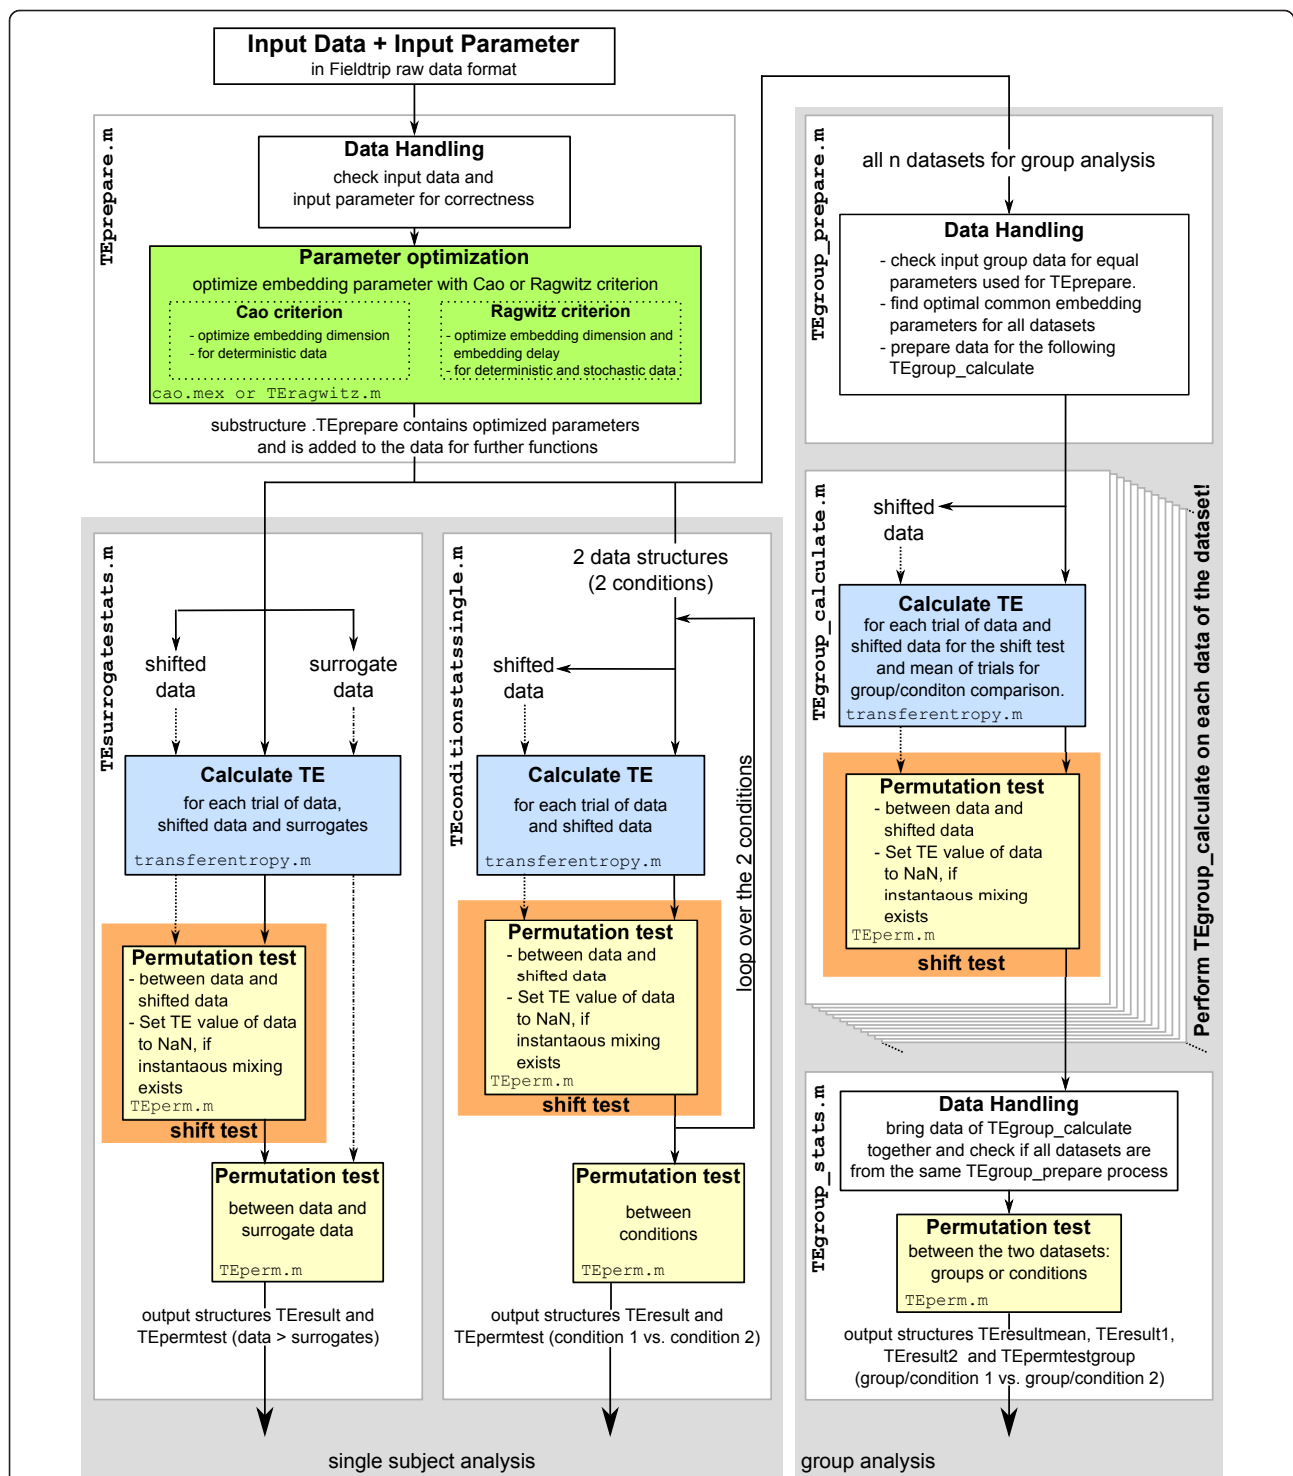 Input Data + Input Parameter
in Fieldtrip raw data format
TEprepare.m
Data Handling
check input data and
input parameter for correctness
Parameter optimization
optimize embedding parameter with Cao or Ragwitz criterion
Cao criterion
- optimize embedding dimension
- for deterministic data
Ragwitz criterion
- optimize embedding dimension and
embedding delay
- for deterministic and stochastic data
cao.mex or TEragwitz.m
substructure .TEprepare contains optimized parameters
and is added to the data for further functions
TEsurrogatestats.m
shifted
data
surrogate
data
Calculate TE
for each trial of data,
shifted data and surrogates
transferentropy.m
Permutation test
- between data and
shifted data
- Set TE value of data
to NaN, if
instantaous mixing
exists
TEperm.m
shift test
Permutation test
between data and
surrogate data
TEperm.m
output structures TEresult and
TEpermtest (data > surrogates)
TEconditionstatssingle.m
2 data structures
(2 conditions)
shifted
data
Calculate TE
for each trial of data
and shifted data
transferentropy.m
loop over the 2 conditions
Permutation test
- between data and
shifted data
- Set TE value of data
to NaN, if
instantaous mixing
exists
TEperm.m
shift test
Permutation test
between
conditions
TEperm.m
output structures TEresult and
TEpermtest (condition 1 vs. condition 2)
single subject analysis
TEgroup_prepare.m
all n datasets for group analysis
Data Handling
- check input group data for equal
parameters used for TEprepare.
- find optimal common embedding
parameters for all datasets
- prepare data for the following
TEgroup_calculate
TEgroup_calculate.m
shifted
data
Calculate TE
for each trial of data and
shifted data for the shift test
and mean of trials for
group/conditon comparison.
transferentropy.m
Permutation test
- between data and
shifted data
- Set TE value of data
to NaN, if
instantaous mixing
exists
TEperm.m
shift test
Perform TEgroup_calculate on each data of the dataset!
TEgroup_stats.m
Data Handling
bring data of TEgroup_calculate
together and check if all datasets are
from the same TEgroup_prepare process
Permutation test
between the two datasets:
groups or conditions
TEperm.m
output structures TEresultmean, TEresult1,
TEresult2 and TEpermtestgroup
(group/condition 1 vs. group/condition 2)
group analysis